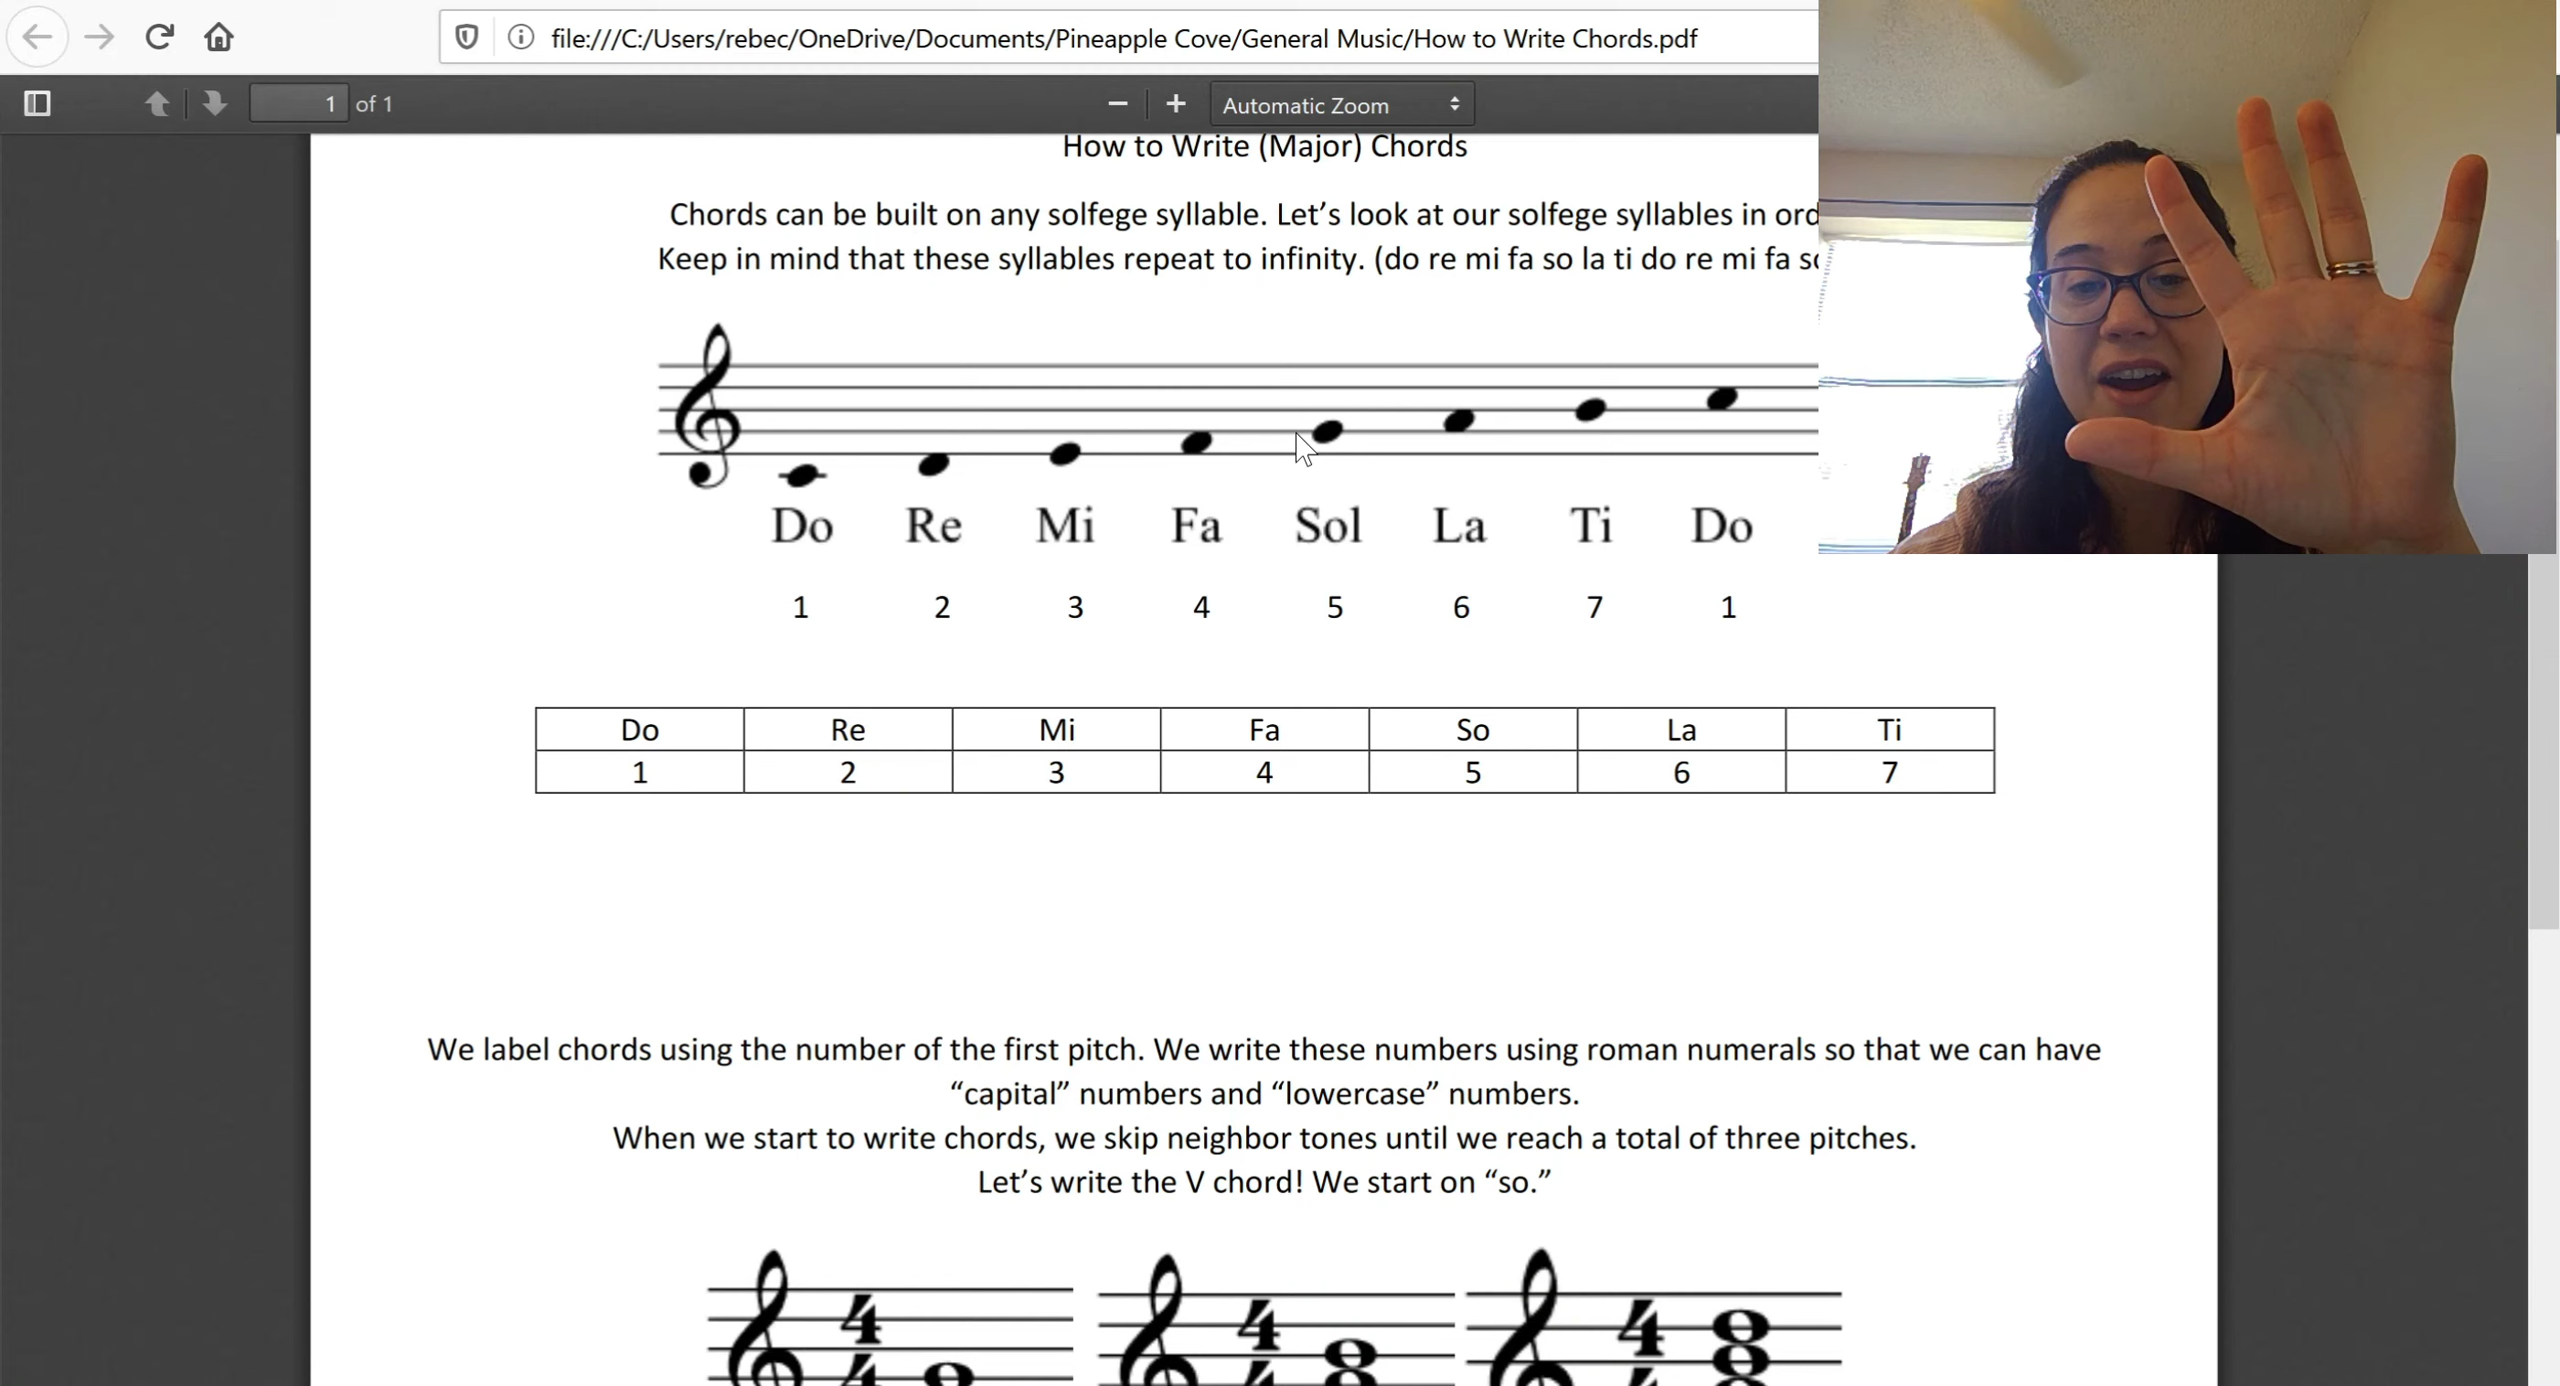 file:///C:/Users/rebec/OneDrive/Documents/Pineapple Cove/General Music/How to Write Chords.pdf
1 of 1
Automatic Zoom
How to Write (Major) Chords
Chords can be built on any solfege syllable. Let’s look at our solfege syllables in
Keep in mind that these syllables repeat to infinity. (do re mi fa so la ti do re mi fa
Do Re Mi Fa Sol La Ti Do
1 2 3 4 5 6 7 1
Do Re Mi Fa So La Ti
1 2 3 4 5 6 7
We label chords using the number of the first pitch. We write these numbers using roman numerals so that we can have
“capital” numbers and “lowercase” numbers.
When we start to write chords, we skip neighbor tones until we reach a total of three pitches.
Let’s write the V chord! We start on “so.”
4 4 4